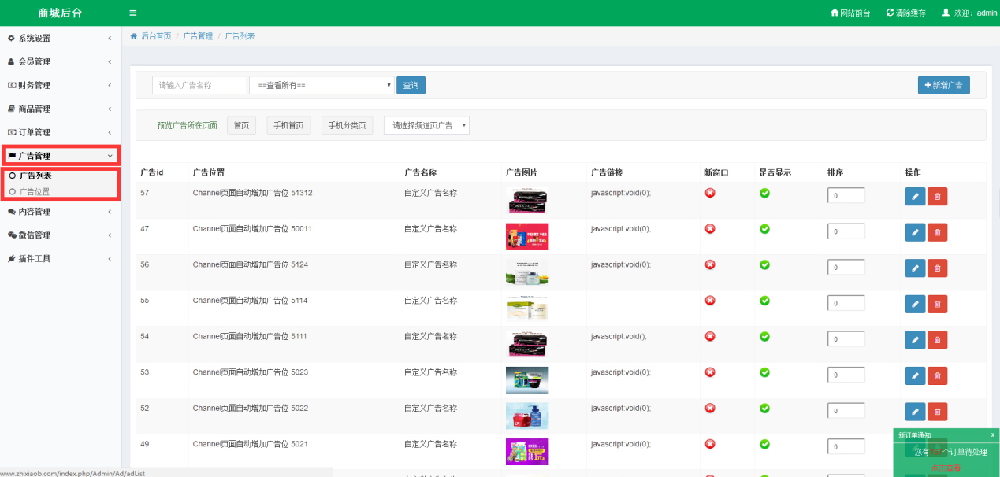 商城后台
网站前台 清除缓存 欢迎：admin
系统设置
会员管理
财务管理
商品管理
订单管理
广告管理
广告列表
广告位置
内容管理
微信管理
插件工具
后台首页 / 广告管理 / 广告列表
请输入广告名称 ==查看所有== 查询 新增广告
预览广告所在页面: 首页 手机首页 手机分类页 请选择频道页广告
广告id 广告位置 广告名称 广告图片 广告链接 新窗口 是否显示 排序 操作
57 Channel页面自动增加广告位 51312 自定义广告名称 javascript:void(0); 0
47 Channel页面自动增加广告位 50011 自定义广告名称 javascript:void(0); 0
56 Channel页面自动增加广告位 5124 自定义广告名称 javascript:void(0); 0
55 Channel页面自动增加广告位 5114 自定义广告名称 javascript:void(0); 0
54 Channel页面自动增加广告位 5111 自定义广告名称 javascript:void(); 0
53 Channel页面自动增加广告位 5023 自定义广告名称 javascript:void(0); 0
52 Channel页面自动增加广告位 5022 自定义广告名称 javascript:void(0); 0
49 Channel页面自动增加广告位 5021 自定义广告名称 javascript:void(0); 0
新订单通知 x
您有 个订单待处理
点击查看
www.zhixiaob.com/index.php/Admin/Ad/adList